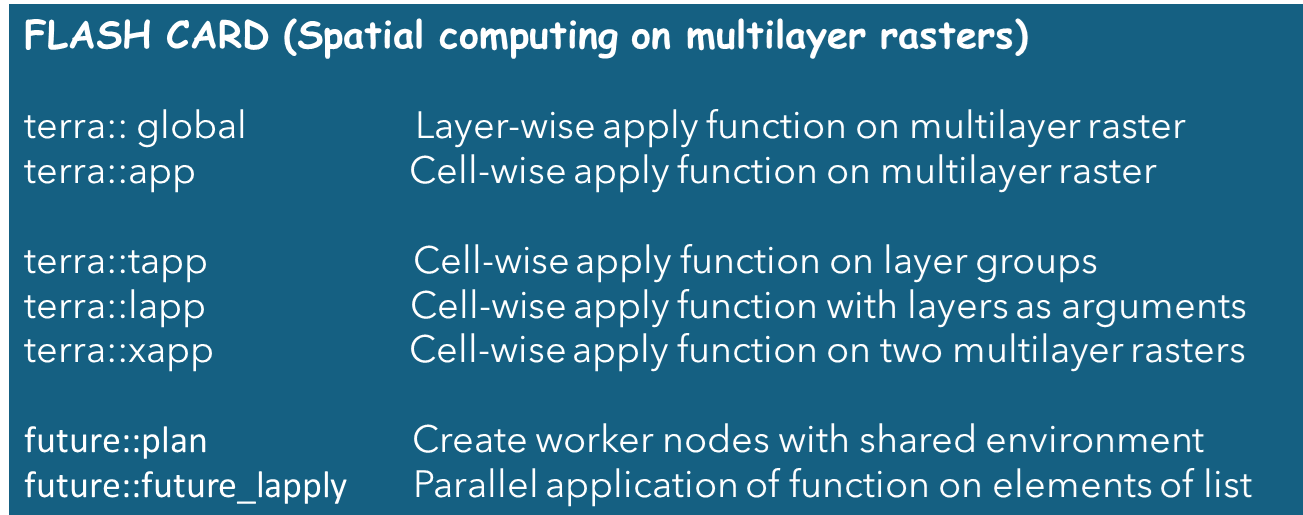 FLASH CARD (Spatial computing on multilayer rasters)
terra:: global Layer-wise apply function on multilayer raster
terra::app Cell-wise apply function on multilayer raster
terra::tapp Cell-wise apply function on layer groups
terra::lapp Cell-wise apply function with layers as arguments
terra::xapp Cell-wise apply function on two multilayer rasters
future::plan Create worker nodes with shared environment
future::future_lapply Parallel application of function on elements of list